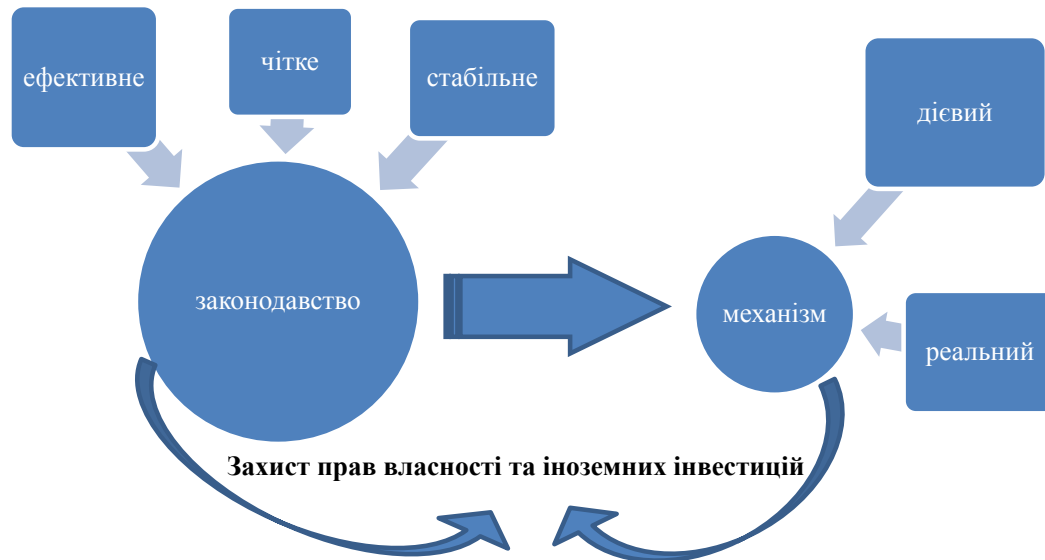 ефективне
чітке
стабільне
дієвий
законодавство
механізм
реальний
Захист прав власності та іноземних інвестицій